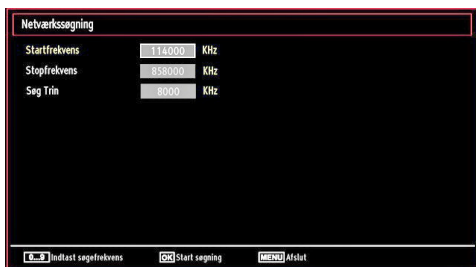 Netværkssøgning
Startfrekvens 114000 KHz
Stopfrekvens 858000 KHz
Søg Trin 8000 KHz
0...9 Indtast søgefrekvens OK Start søgning MENU Afslut